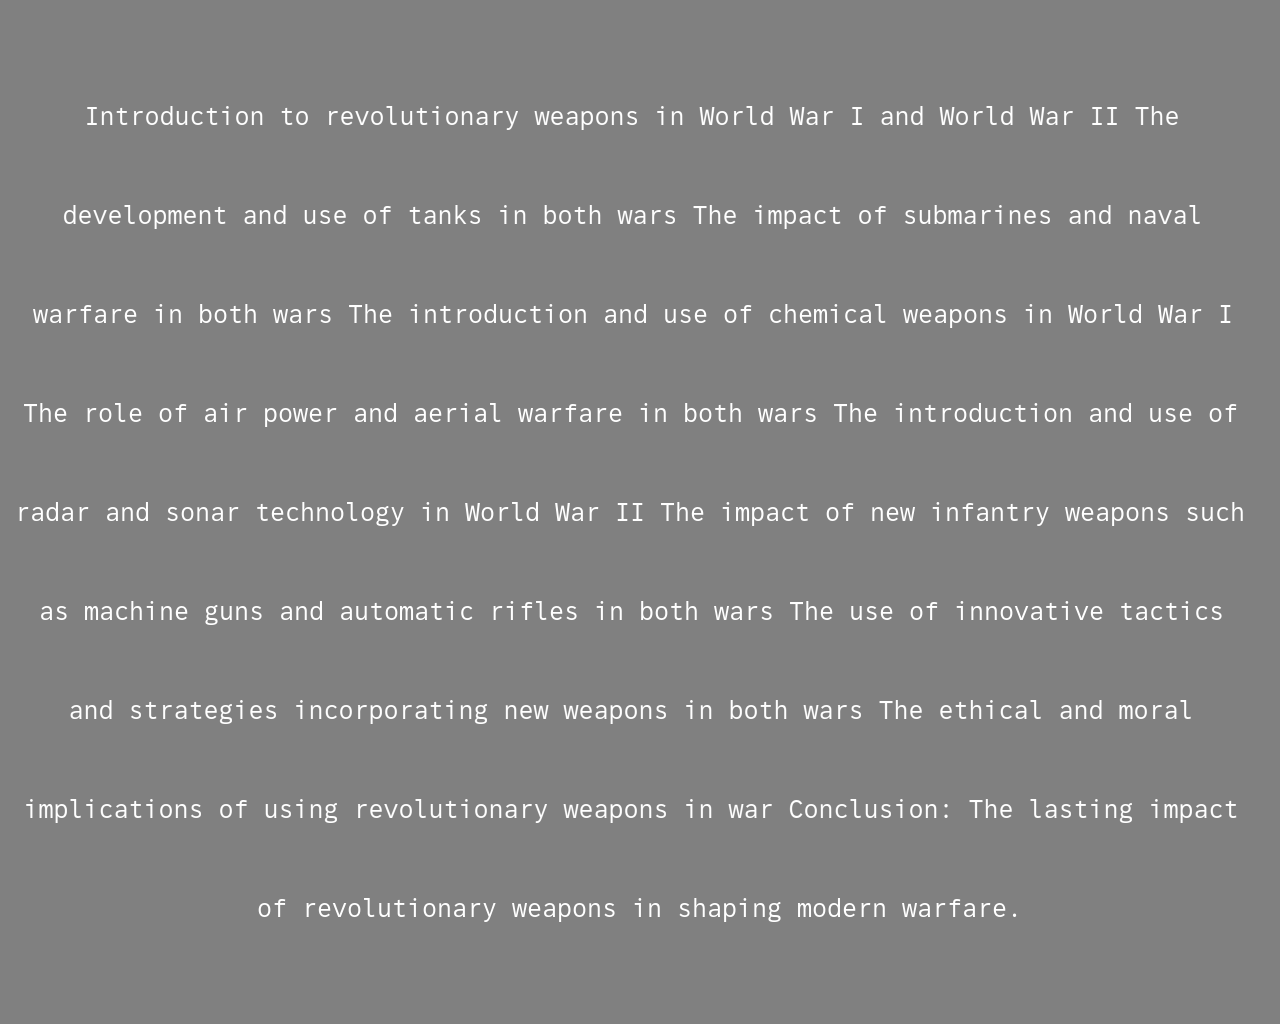 Introduction to revolutionary weapons in World War I and World War II The
development and use of tanks in both wars The impact of submarines and naval
warfare in both wars The introduction and use of chemical weapons in World War I
The role of air power and aerial warfare in both wars The introduction and use of
radar and sonar technology in World War II The impact of new infantry weapons such
as machine guns and automatic rifles in both wars The use of innovative tactics
and strategies incorporating new weapons in both wars The ethical and moral
implications of using revolutionary weapons in war Conclusion: The lasting impact
of revolutionary weapons in shaping modern warfare.